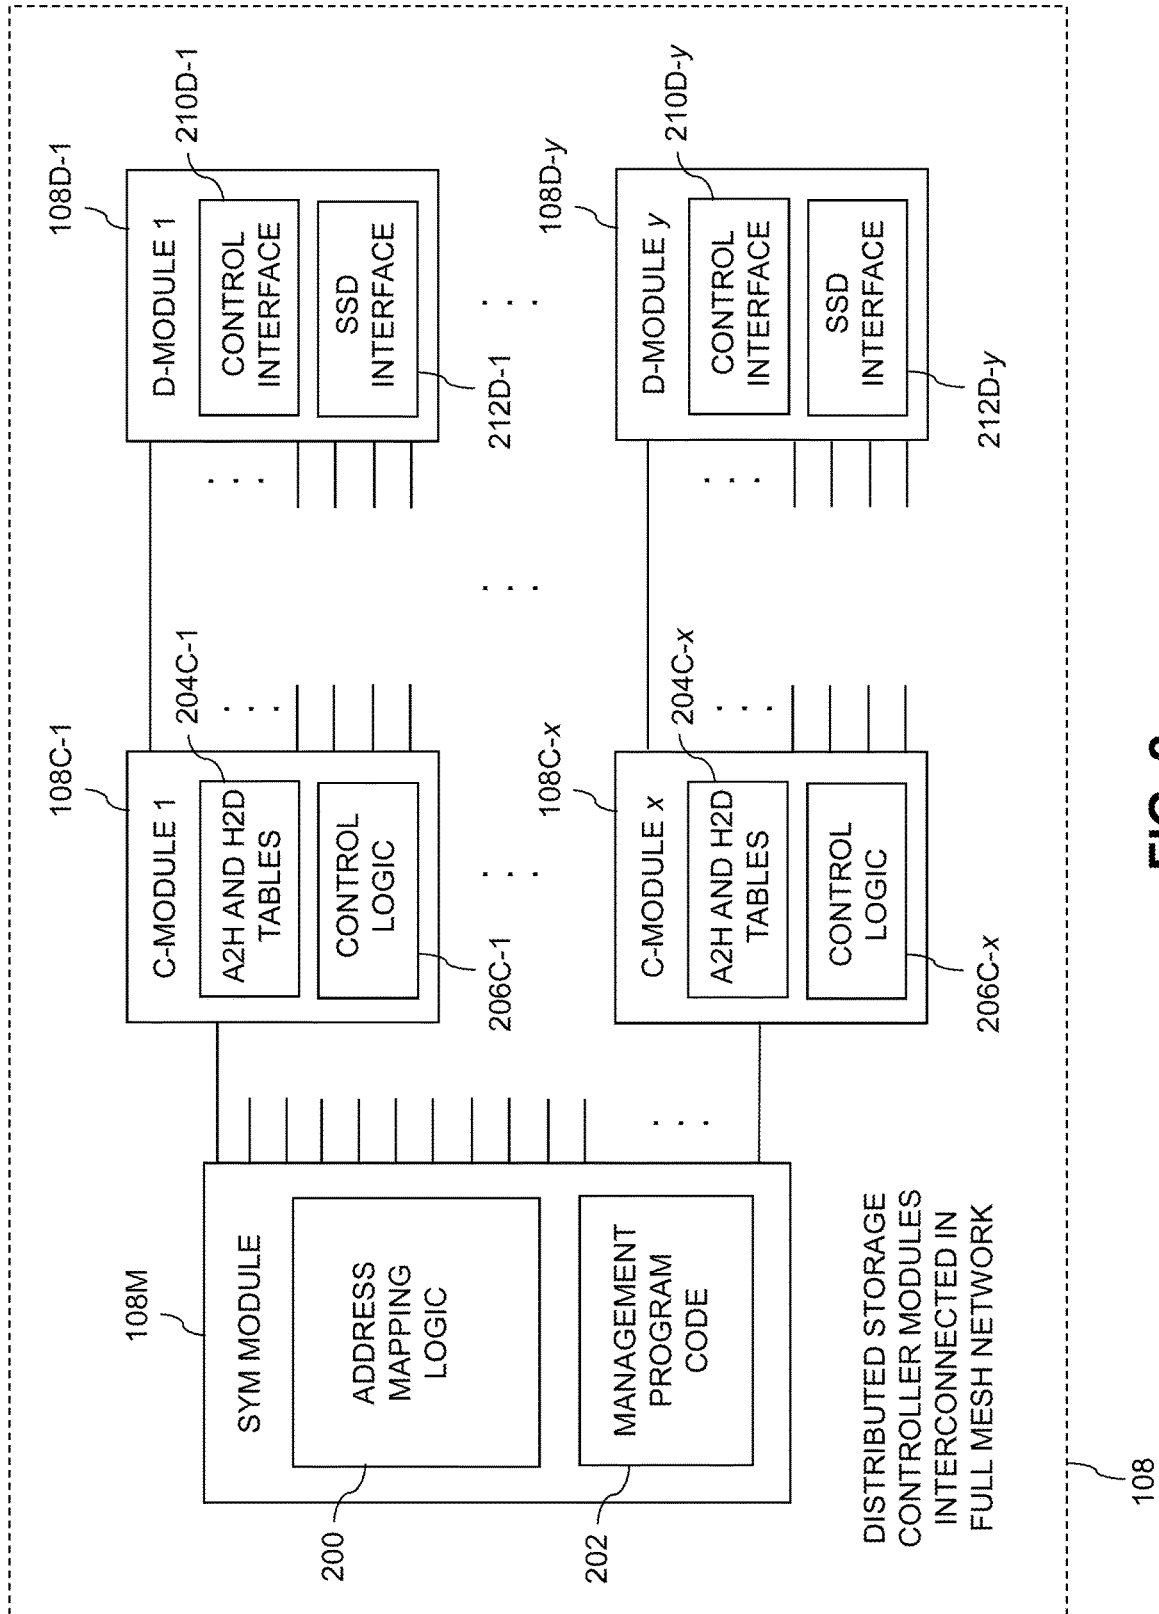 108M
SYM MODULE
200
ADDRESS
MAPPING
LOGIC
202
MANAGEMENT
PROGRAM
CODE
. . .
108C-1
C-MODULE 1
204C-1
A2H AND H2D
TABLES
CONTROL
LOGIC
206C-1
. . .
. . .
108C-x
C-MODULE x
204C-x
A2H AND H2D
TABLES
CONTROL
LOGIC
206C-x
. . .
. . .
108D-1
D-MODULE 1
210D-1
CONTROL
INTERFACE
SSD
INTERFACE
212D-1
. . .
. . .
108D-y
D-MODULE y
210D-y
CONTROL
INTERFACE
SSD
INTERFACE
212D-y
. . .
DISTRIBUTED STORAGE
CONTROLLER MODULES
INTERCONNECTED IN
FULL MESH NETWORK
108